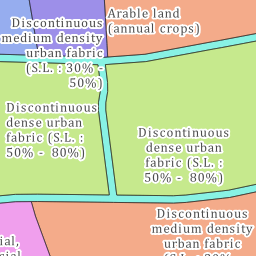 Discontinuous
medium density
urban fabric
(S.L. : 30% -
50%)
Arable land
(annual crops)
Discontinuous
dense urban
fabric (S.L. :
50% - 80%)
Discontinuous
dense urban
fabric (S.L. :
50% - 80%)
Discontinuous
medium density
urban fabric